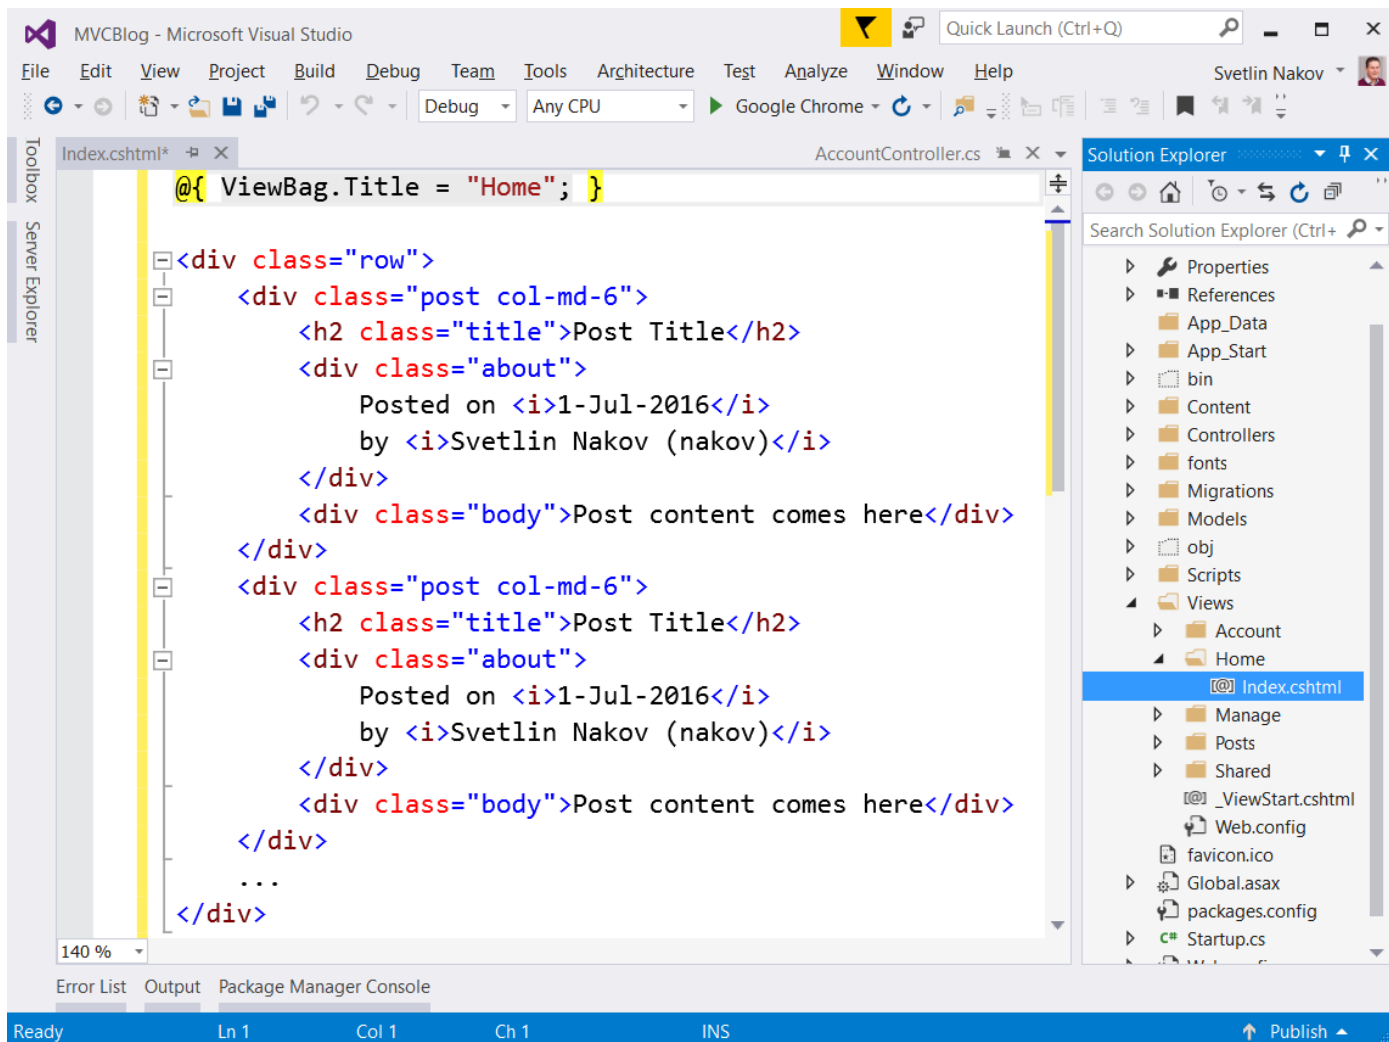 MVCBlog - Microsoft Visual Studio
Quick Launch (Ctrl+Q)
File Edit View Project Build Debug Team Tools Architecture Test Analyze Window Help
Svetlin Nakov
Debug Any CPU Google Chrome
Toolbox
Server Explorer
Index.cshtml*
AccountController.cs
@{ ViewBag.Title = "Home"; }
<div class="row">
<div class="post col-md-6">
<h2 class="title">Post Title</h2>
<div class="about">
Posted on <i>1-Jul-2016</i>
by <i>Svetlin Nakov (nakov)</i>
</div>
<div class="body">Post content comes here</div>
</div>
<div class="post col-md-6">
<h2 class="title">Post Title</h2>
<div class="about">
Posted on <i>1-Jul-2016</i>
by <i>Svetlin Nakov (nakov)</i>
</div>
<div class="body">Post content comes here</div>
</div>
...
</div>
140 %
Solution Explorer
Search Solution Explorer (Ctrl+
Properties
References
App_Data
App_Start
bin
Content
Controllers
fonts
Migrations
Models
obj
Scripts
Views
Account
Home
[@] Index.cshtml
Manage
Posts
Shared
[@] _ViewStart.cshtml
Web.config
favicon.ico
Global.asax
packages.config
C# Startup.cs
Error List Output Package Manager Console
Ready Ln 1 Col 1 Ch 1 INS Publish